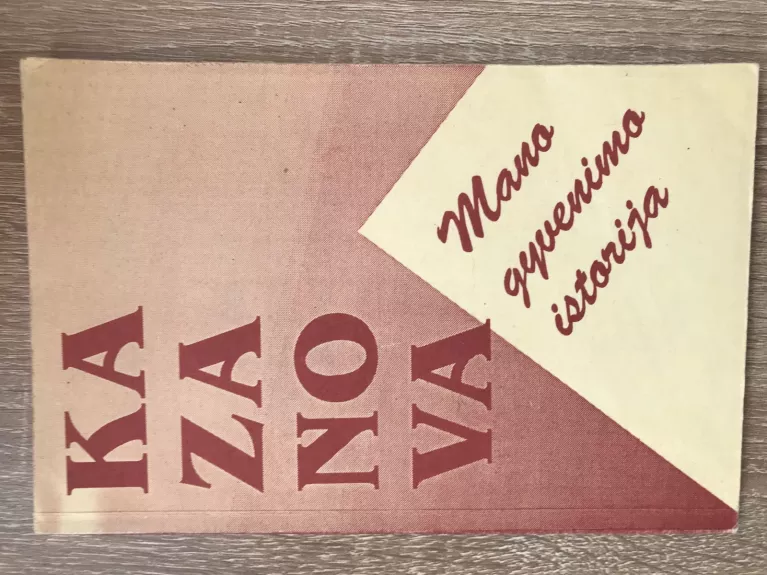 KA
ZA
NO
VA
Mano
gyvenimo
istorija